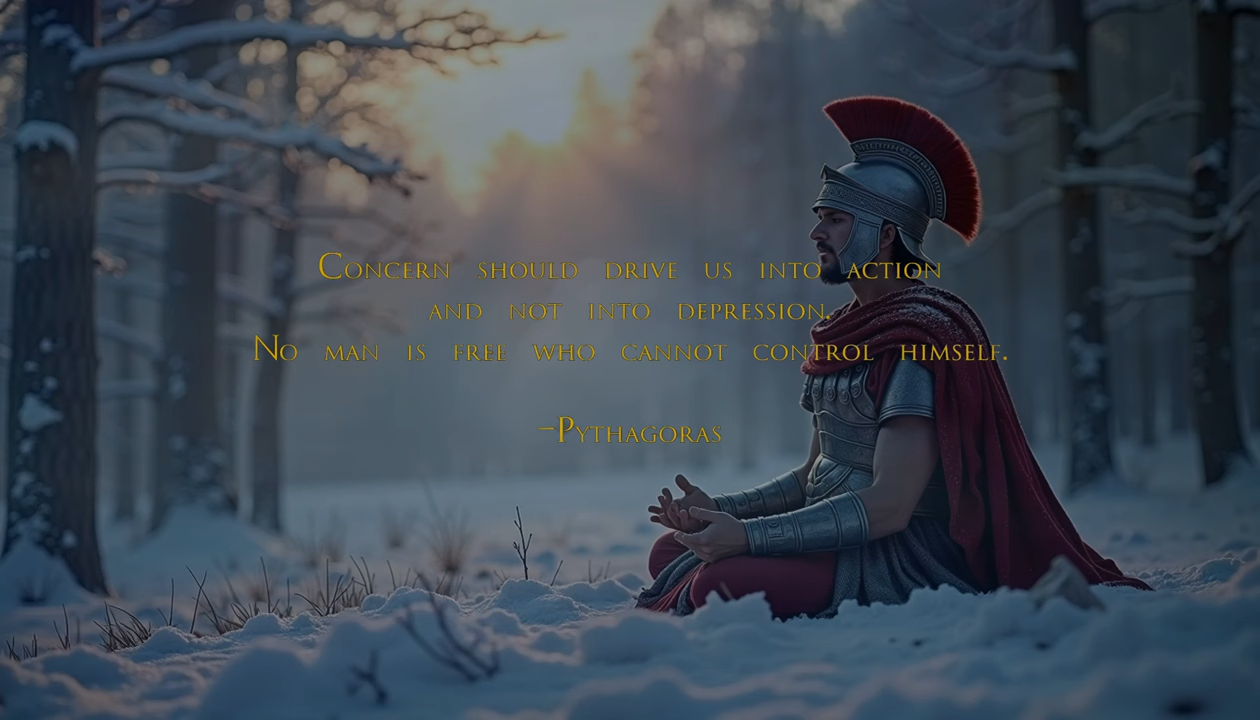 Concern should drive us into action
and not into depression.
No man is free who cannot control himself.
-Pythagoras